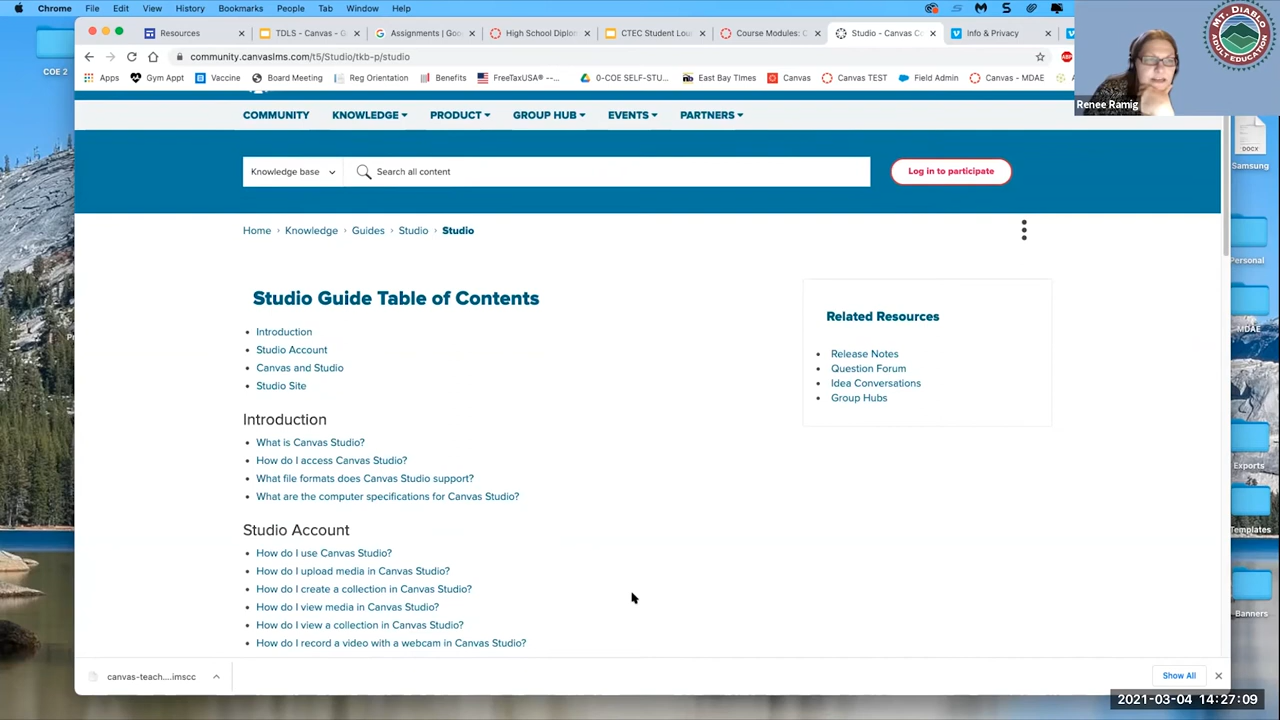 Chrome File Edit View History Bookmarks People Tab Window Help
Resources TDLS - Canvas - G Assignments | Goo High School Diplom CTEC Student Lou Course Modules: C Studio - Canvas Co Info & Privacy
community.canvaslms.com/t5/Studio/tkb-p/studio
Apps Gym Appt Vaccine Board Meeting Reg Orientation Benefits FreeTaxUSA® --... 0-COE SELF-STU... East Bay TImes Canvas Canvas TEST Field Admin Canvas - MDAE
MT. DIABLO
ADULT EDUCATION
Renee Ramig
COE 2
COMMUNITY KNOWLEDGE PRODUCT GROUP HUB EVENTS PARTNERS
Knowledge base Search all content Log in to participate
Home › Knowledge › Guides › Studio › Studio
Studio Guide Table of Contents
Introduction
Studio Account
Canvas and Studio
Studio Site
Related Resources
Release Notes
Question Forum
Idea Conversations
Group Hubs
Introduction
What is Canvas Studio?
How do I access Canvas Studio?
What file formats does Canvas Studio support?
What are the computer specifications for Canvas Studio?
Studio Account
How do I use Canvas Studio?
How do I upload media in Canvas Studio?
How do I create a collection in Canvas Studio?
How do I view media in Canvas Studio?
How do I view a collection in Canvas Studio?
How do I record a video with a webcam in Canvas Studio?
DOCX
Samsung
Personal
MDAE
Exports
Templates
Banners
canvas-teach....imscc Show All
2021-03-04 14:27:09